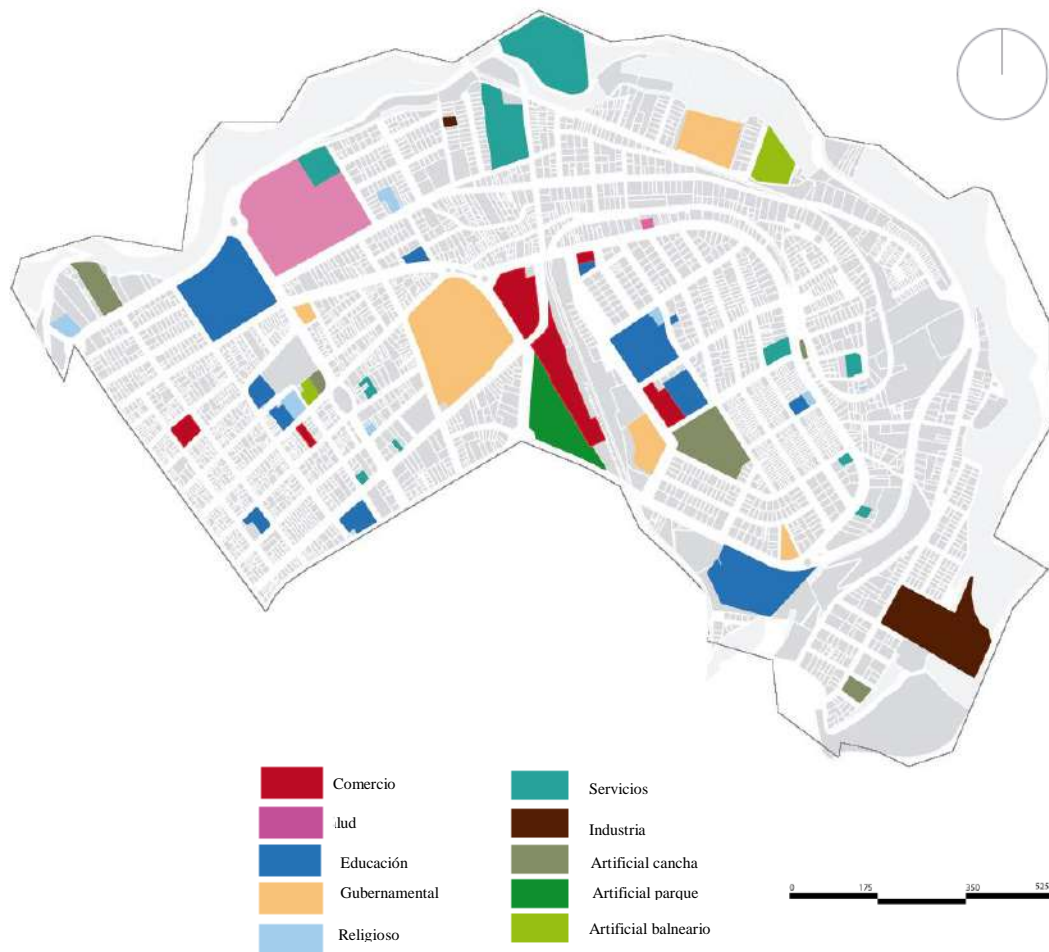 Comercio
Servicios
lud
Industria
Educación
Artificial cancha
Gubernamental
Artificial parque
Religioso
Artificial balneario
0 175 350 525